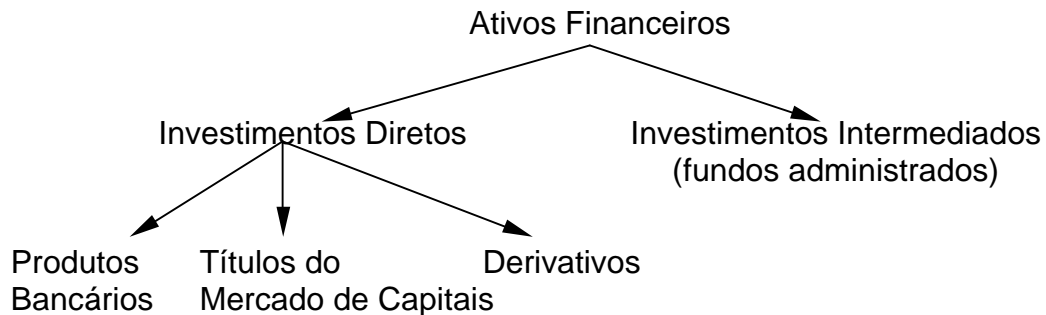 Ativos Financeiros
Investimentos Diretos
Investimentos Intermediados
(fundos administrados)
Produtos
Bancários
Títulos do
Mercado de Capitais
Derivativos